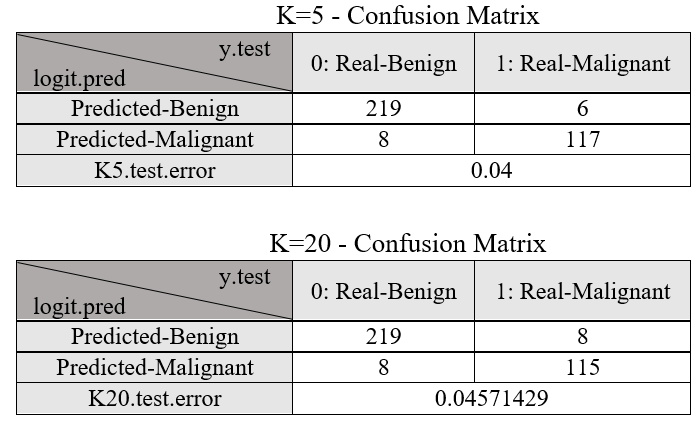 K=5 - Confusion Matrix
y.test
logit.pred
0: Real-Benign 1: Real-Malignant
Predicted-Benign 219 6
Predicted-Malignant 8 117
K5.test.error 0.04
K=20 - Confusion Matrix
y.test
logit.pred
0: Real-Benign 1: Real-Malignant
Predicted-Benign 219 8
Predicted-Malignant 8 115
K20.test.error 0.04571429